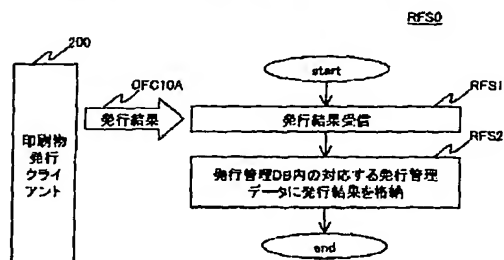 RFS0
200
OFC10A
start
発行結果
RFS1
発行結果受信
印刷物
発行
クライ
アント
RFS2
発行管理DB内の対応する発行管理
データに発行結果を格納
end